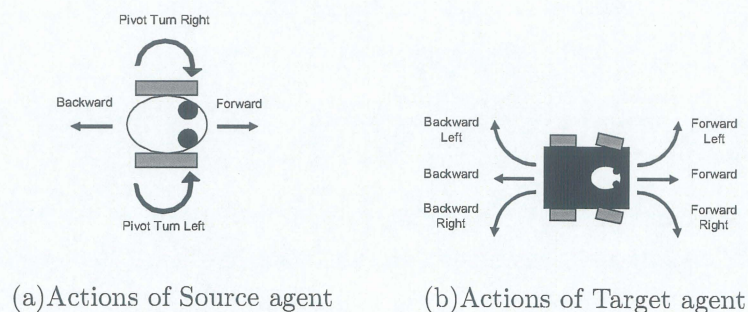 Pivot Turn Right
Backward
Forward
Pivot Turn Left
(a)Actions of Source agent
Backward
Left
Backward
Backward
Right
Forward
Left
Forward
Forward
Right
(b)Actions of Target agent